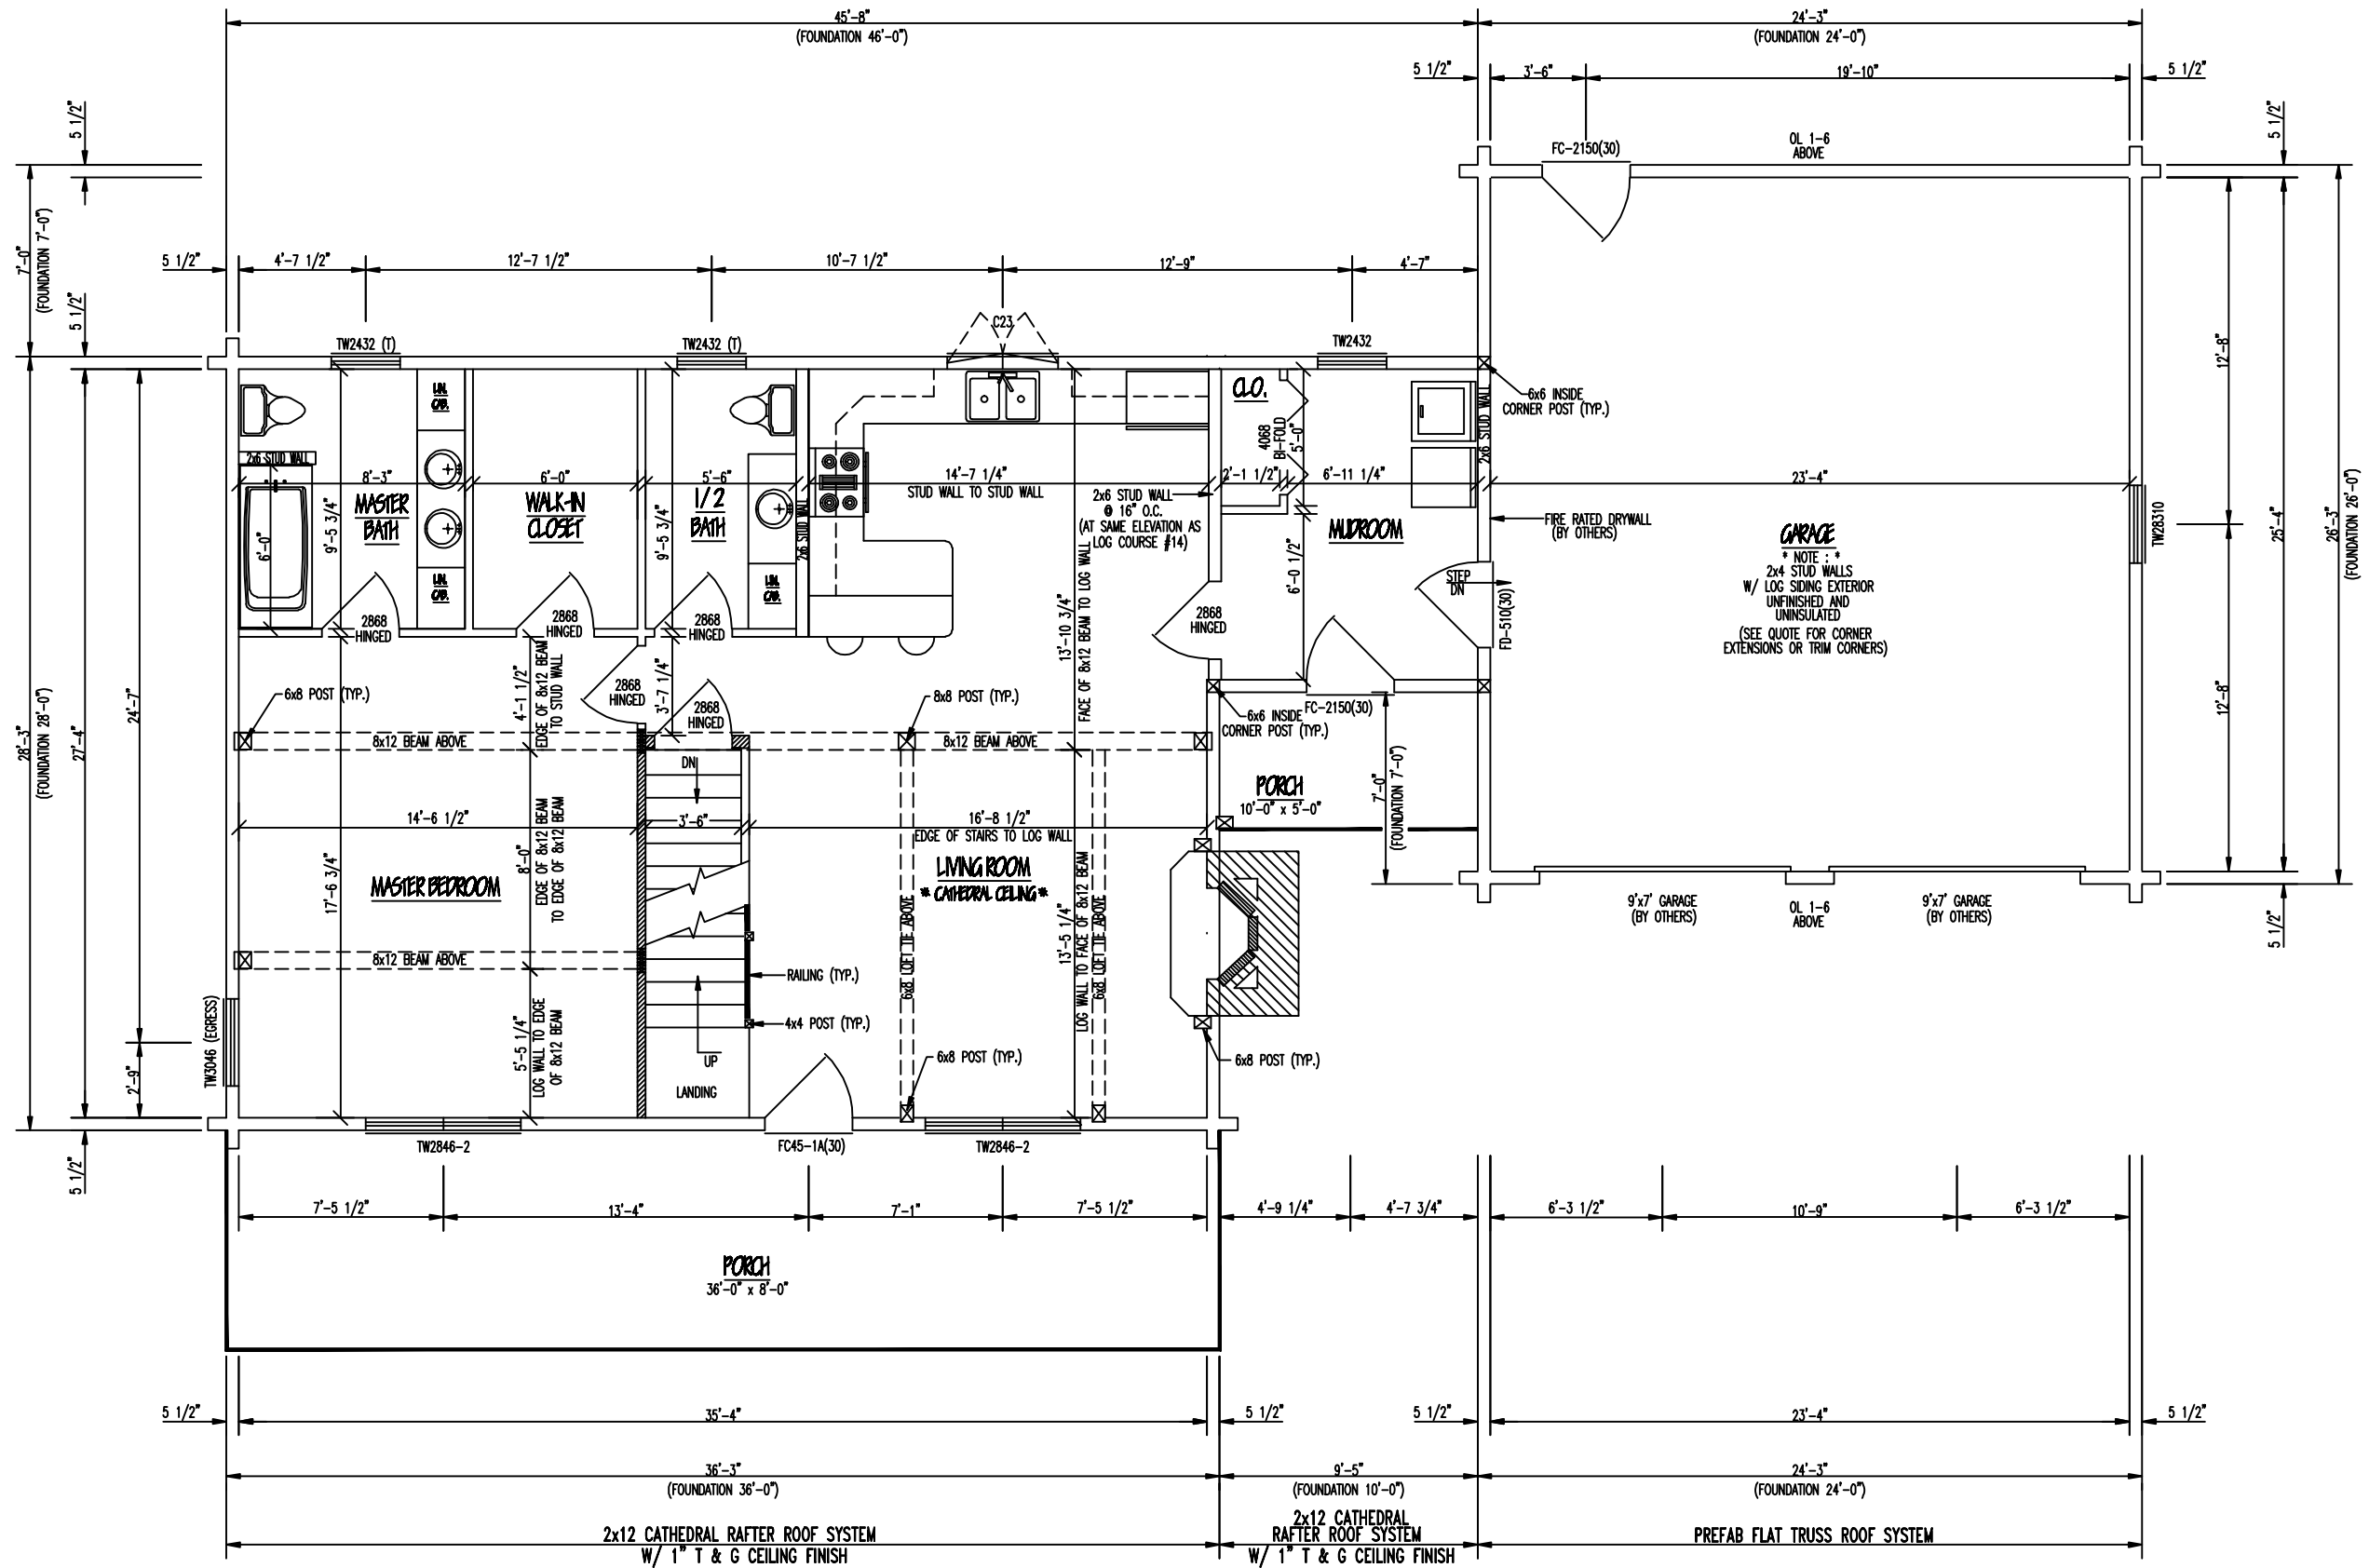 45'-8"
(FOUNDATION 46'-0")
24'-3"
(FOUNDATION 24'-0")
5 1/2"
3'-6"
19'-10"
5 1/2"
5 1/2"
5 1/2"
FC-2150(30)
OL 1-6
ABOVE
7'-0"
(FOUNDATION 7'-0")
5 1/2"
5 1/2"
4'-7 1/2"
12'-7 1/2"
10'-7 1/2"
12'-9"
4'-7"
TW2432 (T)
TW2432 (T)
C23
TW2432
LIN.
CAB.
CLO.
6x6 INSIDE
CORNER POST (TYP.)
12'-8"
2x6 STUD WALL
4068
BI-FOLD
5'-0"
2x6 STUD WALL
8'-3"
6'-0"
5'-6"
14'-7 1/4"
STUD WALL TO STUD WALL
2'-1 1/2"
6'-11 1/4"
23'-4"
MASTER
BATH
WALK-IN
CLOSET
1/2
BATH
2x6 STUD WALL
2x6 STUD WALL
@ 16" O.C.
(AT SAME ELEVATION AS
LOG COURSE #14)
MUDROOM
FIRE RATED DRYWALL
(BY OTHERS)
GARAGE
* NOTE : *
2x4 STUD WALLS
W/ LOG SIDING EXTERIOR
UNFINISHED AND
UNINSULATED
(SEE QUOTE FOR CORNER
EXTENSIONS OR TRIM CORNERS)
TW28310
25'-4"
26'-3"
(FOUNDATION 26'-0")
6'-0"
9'-5 3/4"
9'-5 3/4"
LIN.
CAB.
LIN.
CAB.
6'-0 1/2"
STEP
DN
FD-510(30)
2868
HINGED
2868
HINGED
2868
HINGED
2868
HINGED
13'-10 3/4"
FACE OF 8x12 BEAM TO LOG WALL
6x8 POST (TYP.)
4'-1 1/2"
EDGE OF 8x12 BEAM
TO STUD WALL
2868
HINGED
3'-7 1/4"
2868
HINGED
8x8 POST (TYP.)
6x6 INSIDE
CORNER POST (TYP.)
FC-2150(30)
12'-8"
28'-3"
(FOUNDATION 28'-0")
27'-4"
24'-7"
8x12 BEAM ABOVE
8x12 BEAM ABOVE
DN
PORCH
10'-0" x 5'-0"
7'-0"
(FOUNDATION 7'-0")
14'-6 1/2"
3'-6"
16'-8 1/2"
EDGE OF STAIRS TO LOG WALL
8'-0"
EDGE OF 8x12 BEAM
TO EDGE OF 8x12 BEAM
MASTER BEDROOM
17'-6 3/4"
LIVING ROOM
* CATHEDRAL CEILING *
9'x7' GARAGE
(BY OTHERS)
OL 1-6
ABOVE
9'x7' GARAGE
(BY OTHERS)
5 1/2"
6x8 LOFT TIE ABOVE
13'-5 1/4"
LOG WALL TO FACE OF 8x12 BEAM
6x8 LOFT TIE ABOVE
8x12 BEAM ABOVE
RAILING (TYP.)
4x4 POST (TYP.)
TW3046 (EGRESS)
2'-9"
5'-5 1/4"
LOG WALL TO EDGE
OF 8x12 BEAM
UP
LANDING
6x8 POST (TYP.)
6x8 POST (TYP.)
TW2846-2
FC45-1A(30)
TW2846-2
5 1/2"
7'-5 1/2"
13'-4"
7'-1"
7'-5 1/2"
4'-9 1/4"
4'-7 3/4"
6'-3 1/2"
10'-9"
6'-3 1/2"
PORCH
36'-0" x 8'-0"
5 1/2"
35'-4"
5 1/2"
5 1/2"
23'-4"
5 1/2"
36'-3"
(FOUNDATION 36'-0")
9'-5"
(FOUNDATION 10'-0")
24'-3"
(FOUNDATION 24'-0")
2x12 CATHEDRAL RAFTER ROOF SYSTEM
W/ 1" T & G CEILING FINISH
2x12 CATHEDRAL
RAFTER ROOF SYSTEM
W/ 1" T & G CEILING FINISH
PREFAB FLAT TRUSS ROOF SYSTEM